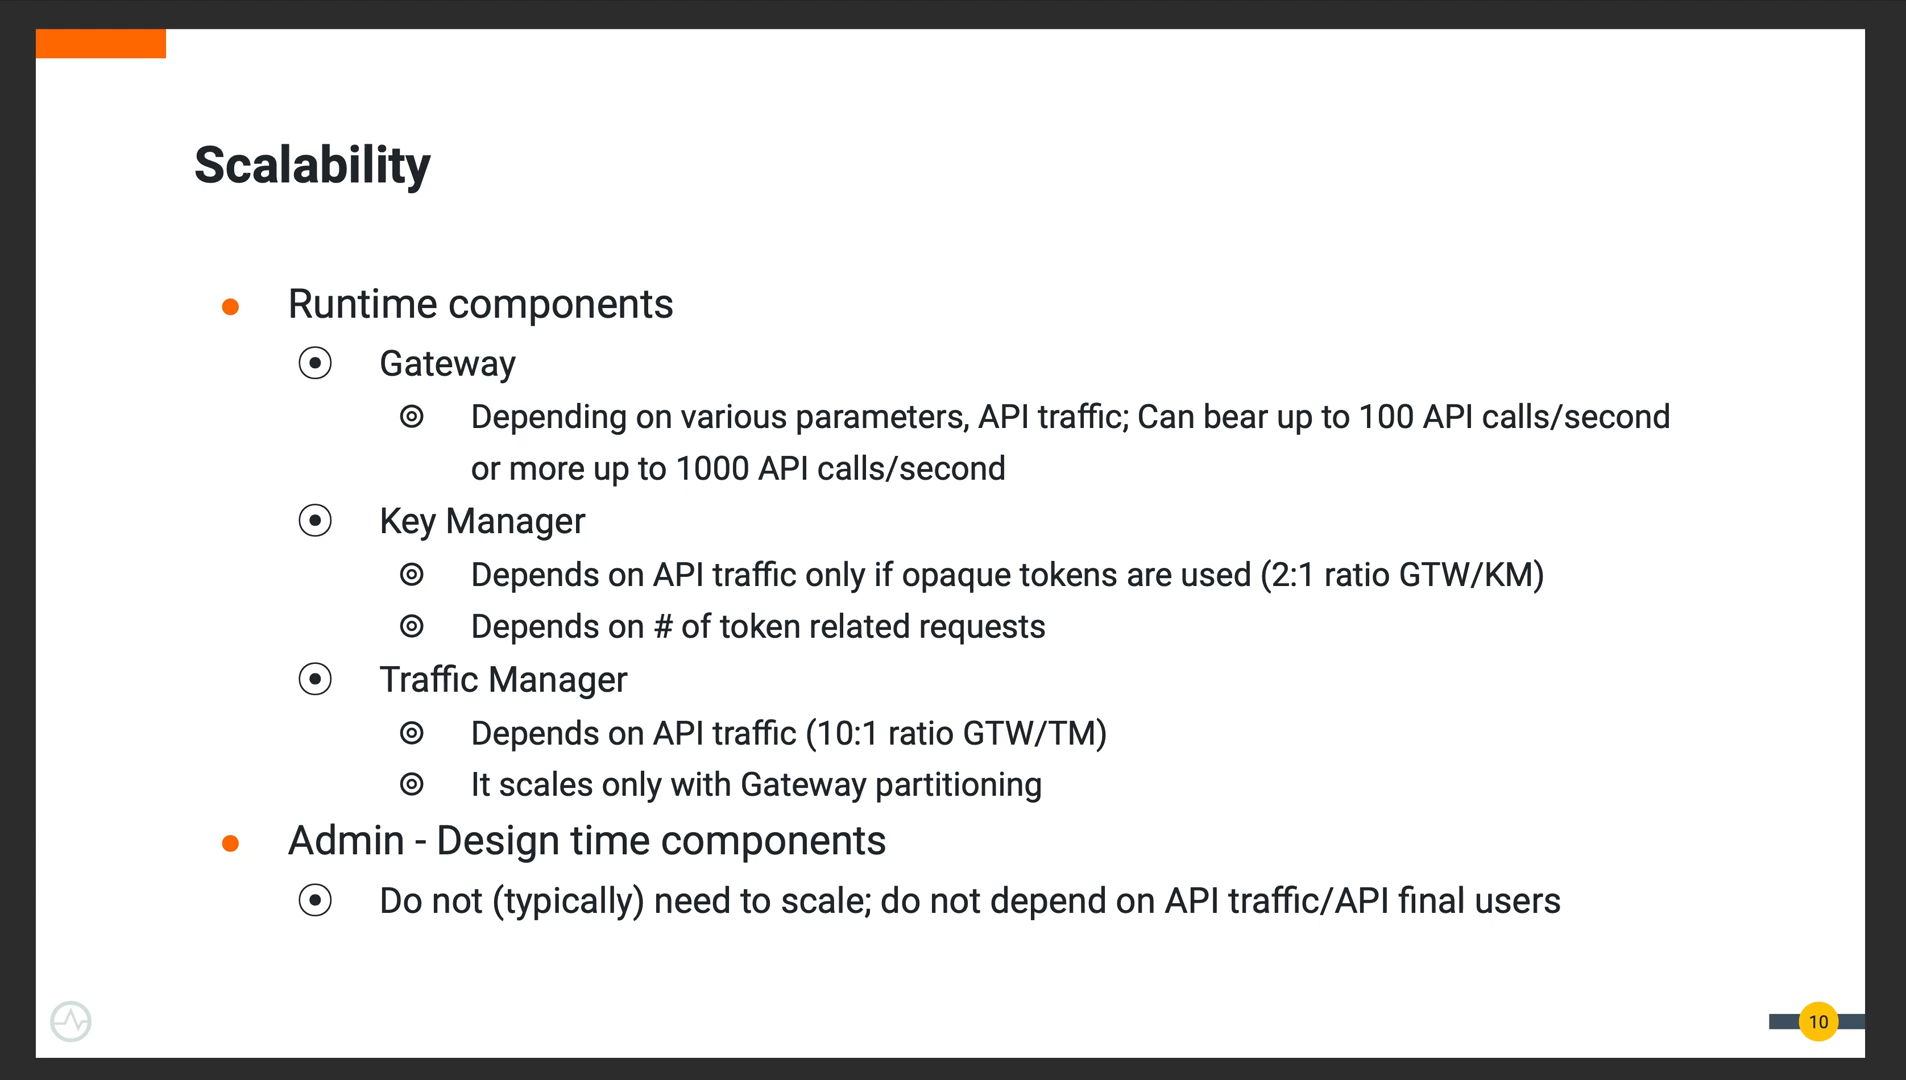 Scalability
Runtime components
Gateway
Depending on various parameters, API traffic; Can bear up to 100 API calls/second
or more up to 1000 API calls/second
Key Manager
Depends on API traffic only if opaque tokens are used (2:1 ratio GTW/KM)
Depends on # of token related requests
Traffic Manager
Depends on API traffic (10:1 ratio GTW/TM)
It scales only with Gateway partitioning
Admin - Design time components
Do not (typically) need to scale; do not depend on API traffic/API final users
10